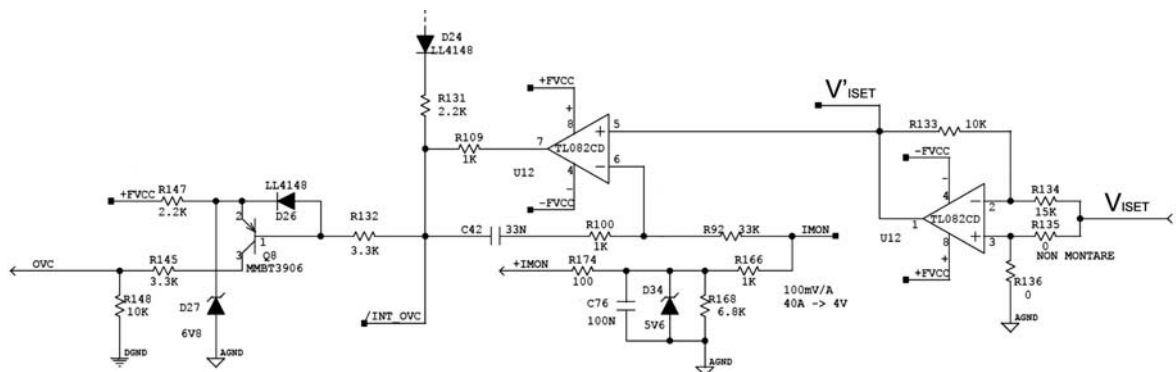 D24
LL4148
+FVCC
R131
2.2K
R109
1K
8
7
+
5
TL082CD
-
6
U12
4
-
-FVCC
V'ISET
R133
10K
-FVCC
-
4
R134
15K
VISET
2
-
TL082CD
1
R135
0
NON MONTARE
3
+
U12
8
+
+FVCC
R136
0
AGND
+FVCC
R147
2.2K
LL4148
D26
2
1
3
Q8
MMBT3906
R132
3.3K
C42
33N
R100
1K
R92
33K
IMON
OVC
R145
3.3K
R148
10K
DGND
D27
6V8
AGND
/INT_OVC
+IMON
R174
100
R166
1K
100mV/A
40A -> 4V
C76
100N
D34
5V6
R168
6.8K
AGND